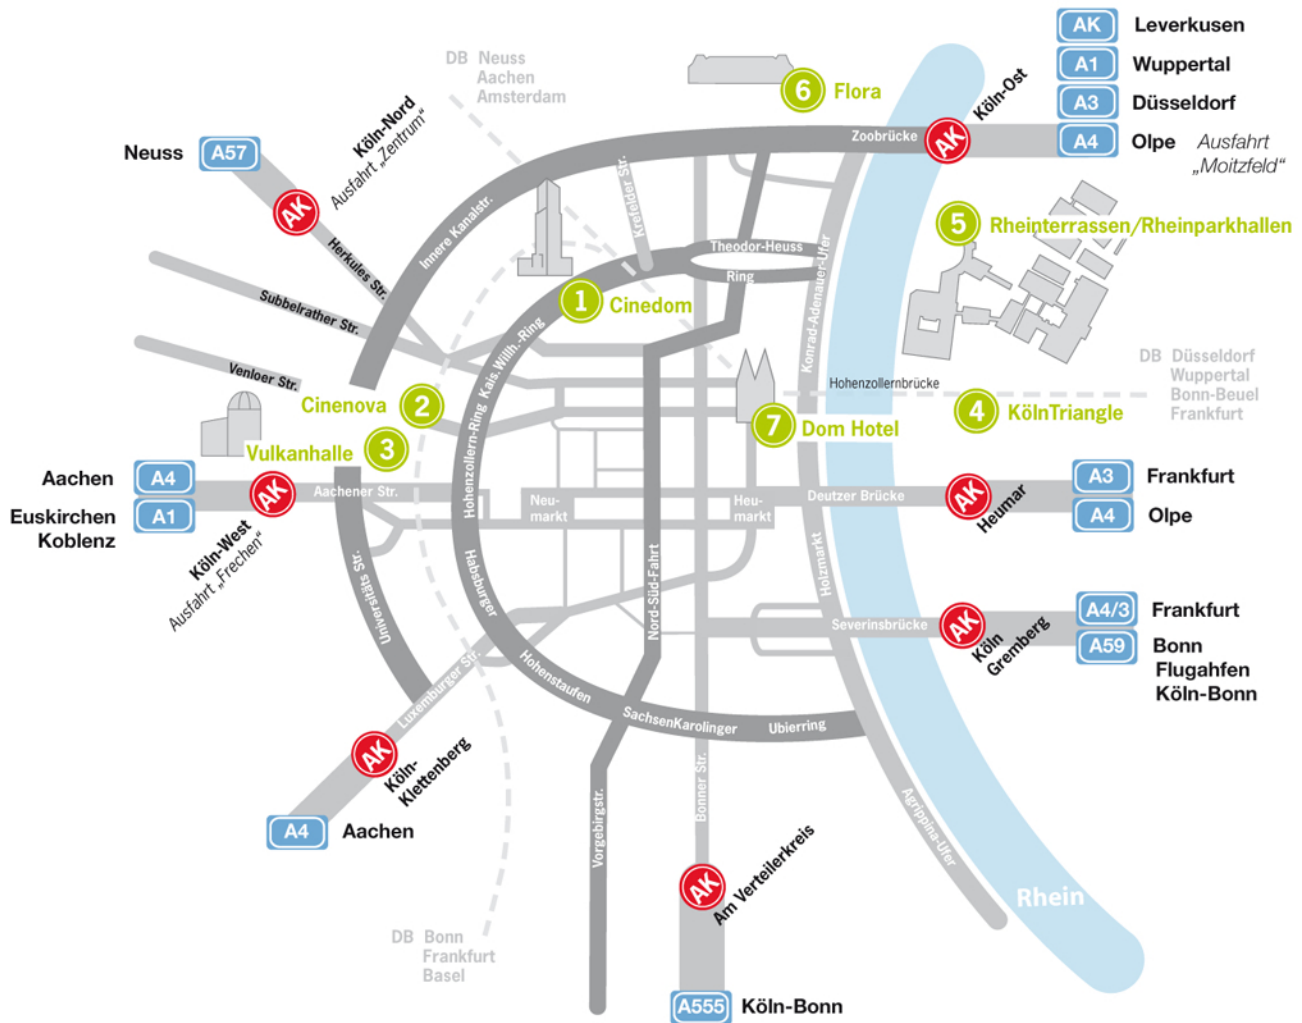 AK Leverkusen
A1 Wuppertal
A3 Düsseldorf
A4 Olpe Ausfahrt
„Moitzfeld“
DB Neuss
Aachen
Amsterdam
6 Flora
Köln-Ost
AK
Zoobrücke
Neuss A57
AK
Köln-Nord
Ausfahrt „Zentrum“
Herkules Str.
Innere Kanalstr.
Krefelder Str.
Theodor-Heuss
Ring
Konrad-Adenauer-Ufer
5 Rheinterrassen/Rheinparkhallen
Subbelrather Str.
Venloer Str.
1 Cinedom
Kais.Willh.-Ring
Hohenzollern-Ring
DB Düsseldorf
Wuppertal
Bonn-Beuel
Frankfurt
Hohenzollernbrücke
Cinenova 2
4 KölnTriangle
7 Dom Hotel
Vulkanhalle 3
Aachen A4
Euskirchen A1
Koblenz
AK
Köln-West
Ausfahrt „Frechen“
Aachener Str.
Neu-
markt
Heu-
markt
Deutzer Brücke
AK
Heumar
A3 Frankfurt
A4 Olpe
Universitäts Str.
Habsburger
Nord-Süd-Fahrt
Holzmarkt
Severinsbrücke
AK
Köln
Gremberg
A4/3 Frankfurt
A59 Bonn
Flugahfen
Köln-Bonn
Luxemburger Str.
Hohenstaufen
SachsenKarolinger
Ubierring
AK
Köln-
Klettenberg
A4 Aachen
Vorgebirgstr.
Bonner Str.
Agrippina-Ufer
AK
Am Verteilerkreis
Rhein
DB Bonn
Frankfurt
Basel
A555 Köln-Bonn